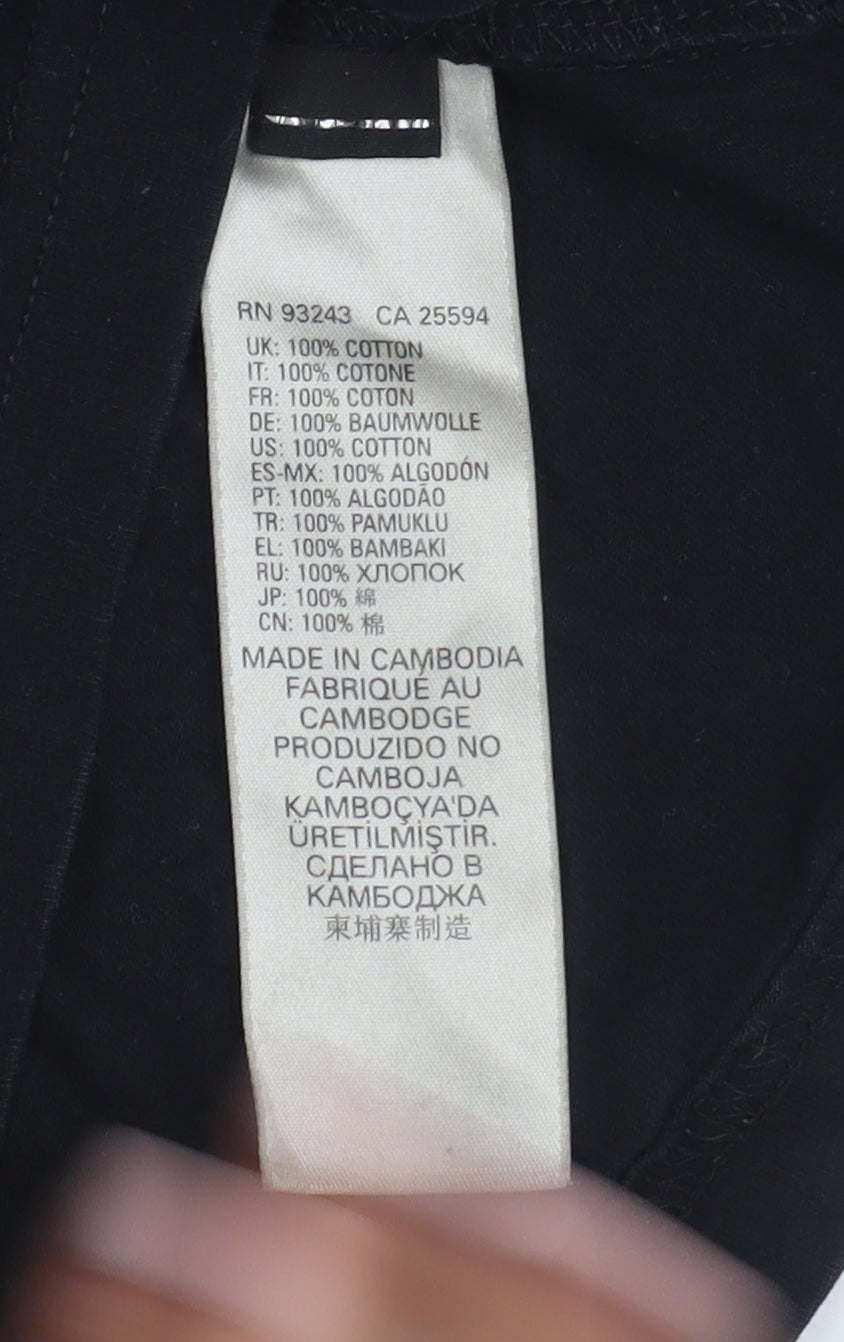 RN 93243 CA 25594
UK: 100% COTTON
IT: 100% COTONE
FR: 100% COTON
DE: 100% BAUMWOLLE
US: 100% COTTON
ES-MX: 100% ALGODÓN
PT: 100% ALGODÃO
TR: 100% PAMUKLU
EL: 100% BAMBAKI
RU: 100% ХЛОПОК
JP: 100% 綿
CN: 100% 棉
MADE IN CAMBODIA
FABRIQUÉ AU
CAMBODGE
PRODUZIDO NO
CAMBOJA
KAMBOÇYA'DA
ÜRETİLMİŞTİR.
СДЕЛАНО В
КАМБОДЖА
柬埔寨制造